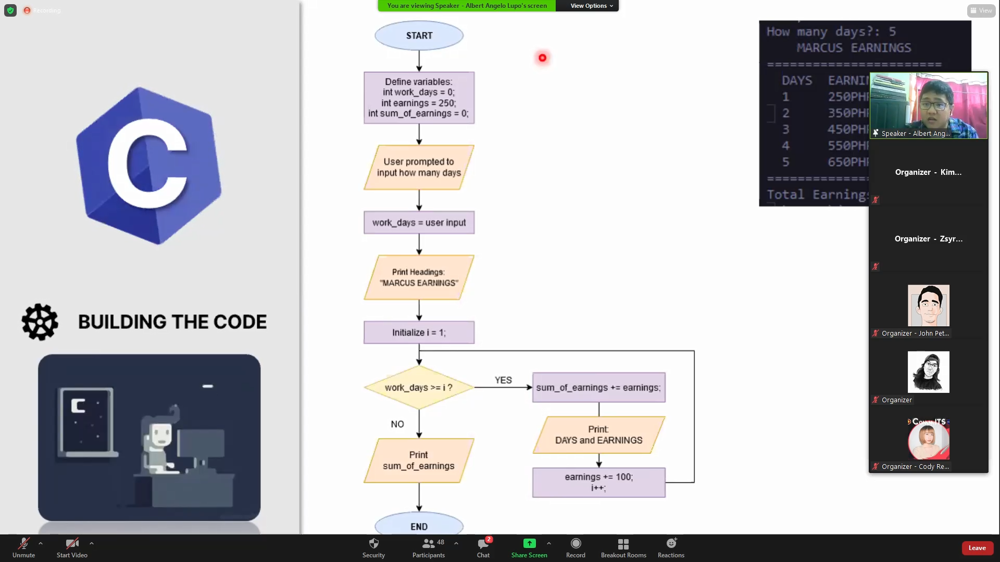 Recording
You are viewing Speaker - Albert Angelo Lupo's screen
View Options
View
C
BUILDING THE CODE
START
Define variables:
int work_days = 0;
int earnings = 250;
int sum_of_earnings = 0;
User prompted to
input how many days
work_days = user input
Print Headings:
"MARCUS EARNINGS"
Initialize i = 1;
work_days >= i ?
YES
sum_of_earnings += earnings;
Print:
DAYS and EARNINGS
earnings += 100;
i++;
NO
Print
sum_of_earnings
END
How many days?: 5
MARCUS EARNINGS
=======================
DAYS EARNI
1 250PH
2 350PH
3 450PH
4 550PH
5 650PH
Total Earning
Speaker - Albert Ang...
Organizer - Kim...
Organizer - Zsyr...
Organizer - John Pet...
Organizer
COMMITS
Organizer - Cody Re...
Unmute
Start Video
Security
48
Participants
2
Chat
Share Screen
Record
Breakout Rooms
Reactions
Leave